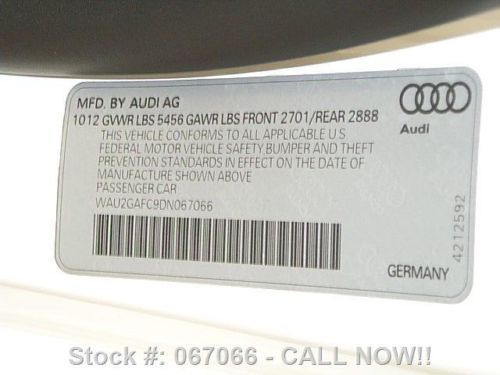 MFD. BY AUDI AG
1012 GVWR LBS 5456 GAWR LBS FRONT 2701/REAR 2888
THIS VEHICLE CONFORMS TO ALL APPLICABLE U.S
FEDERAL MOTOR VEHICLE SAFETY BUMPER AND THEFT
PREVENTION STANDARDS IN EFFECT ON THE DATE OF
MANUFACTURE SHOWN ABOVE
PASSENGER CAR
WAU2GAFC9DN067066
Audi
4212592
GERMANY
Stock #: 067066 - CALL NOW!!